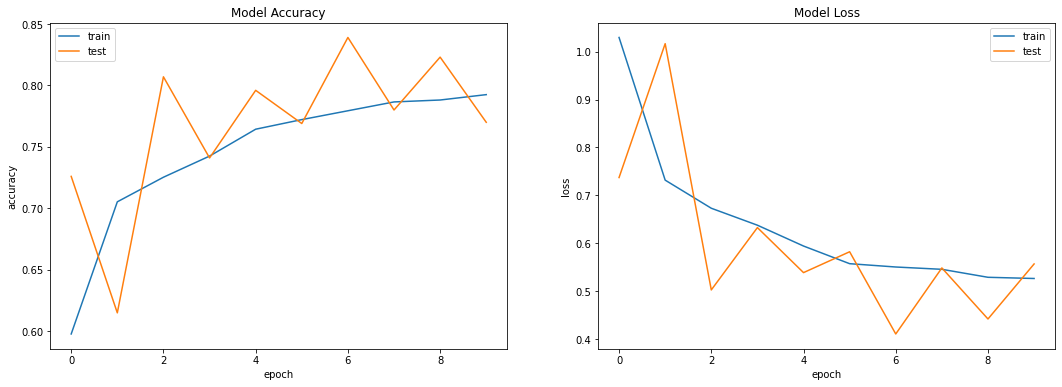 Model Accuracy
0.85
0.80
0.75
0.70
0.65
0.60
accuracy
train
test
0 2 4 6 8
epoch
Model Loss
1.0
0.9
0.8
0.7
0.6
0.5
0.4
loss
train
test
0 2 4 6 8
epoch